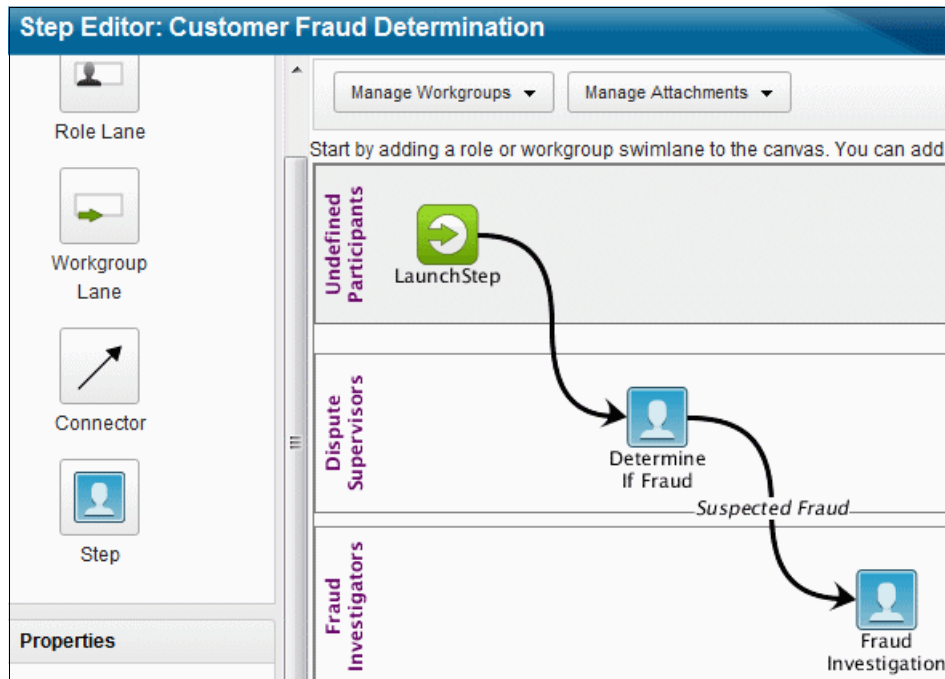 Step Editor: Customer Fraud Determination
Role Lane
Workgroup
Lane
Connector
Step
Properties
Manage Workgroups
Manage Attachments
Start by adding a role or workgroup swimlane to the canvas. You can add
Undefined
Participants
LaunchStep
Dispute
Supervisors
Determine
If Fraud
Suspected Fraud
Fraud
Investigators
Fraud
Investigation